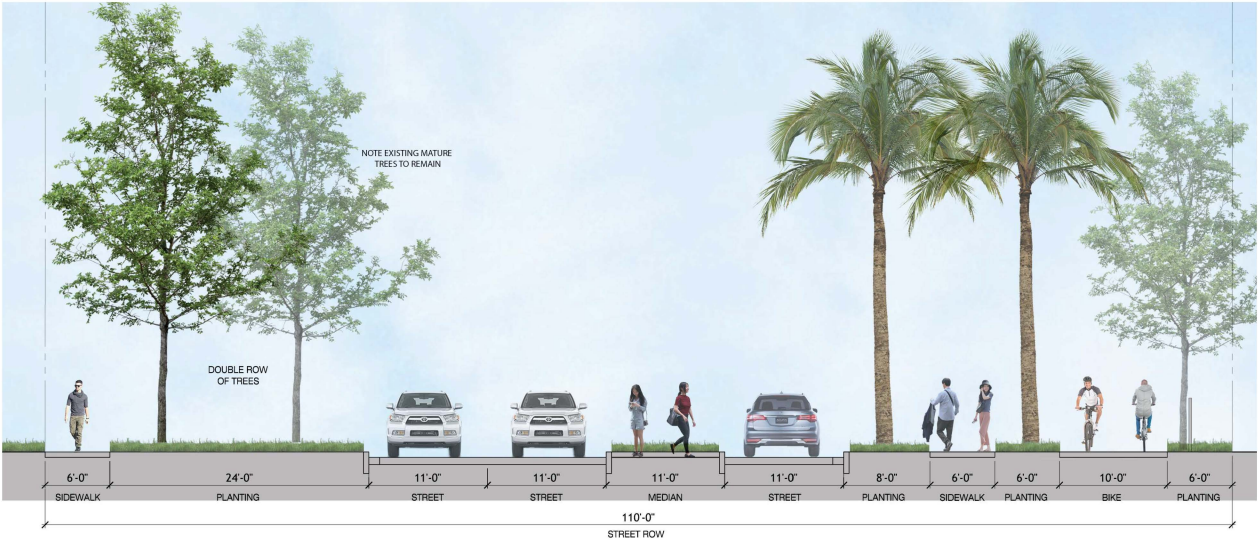 NOTE EXISTING MATURE
TREES TO REMAIN
DOUBLE ROW
OF TREES
6'-0" 24'-0" 11'-0" 11'-0" 11'-0" 11'-0" 8'-0" 6'-0" 6'-0" 10'-0" 6'-0"
SIDEWALK PLANTING STREET STREET MEDIAN STREET PLANTING SIDEWALK PLANTING BIKE PLANTING
110'-0"
STREET ROW